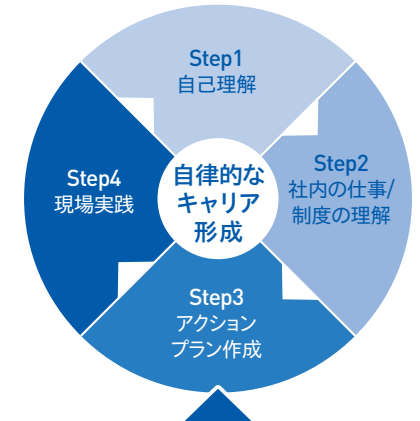 Step1
自己理解
Step2
社内の仕事/
制度の理解
Step3
アクション
プラン作成
Step4
現場実践
自律的な
キャリア
形成